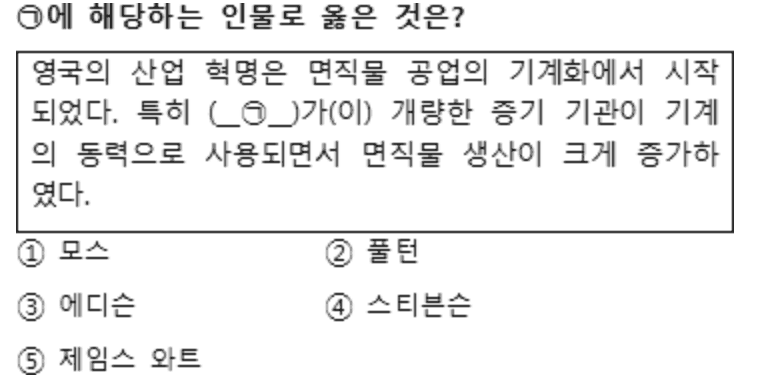 ㉠에 해당하는 인물로 옳은 것은?
영국의 산업 혁명은 면직물 공업의 기계화에서 시작
되었다. 특히 (_㉠_)가(이) 개량한 증기 기관이 기계
의 동력으로 사용되면서 면직물 생산이 크게 증가하
였다.
① 모스 ② 풀턴
③ 에디슨 ④ 스티븐슨
⑤ 제임스 와트